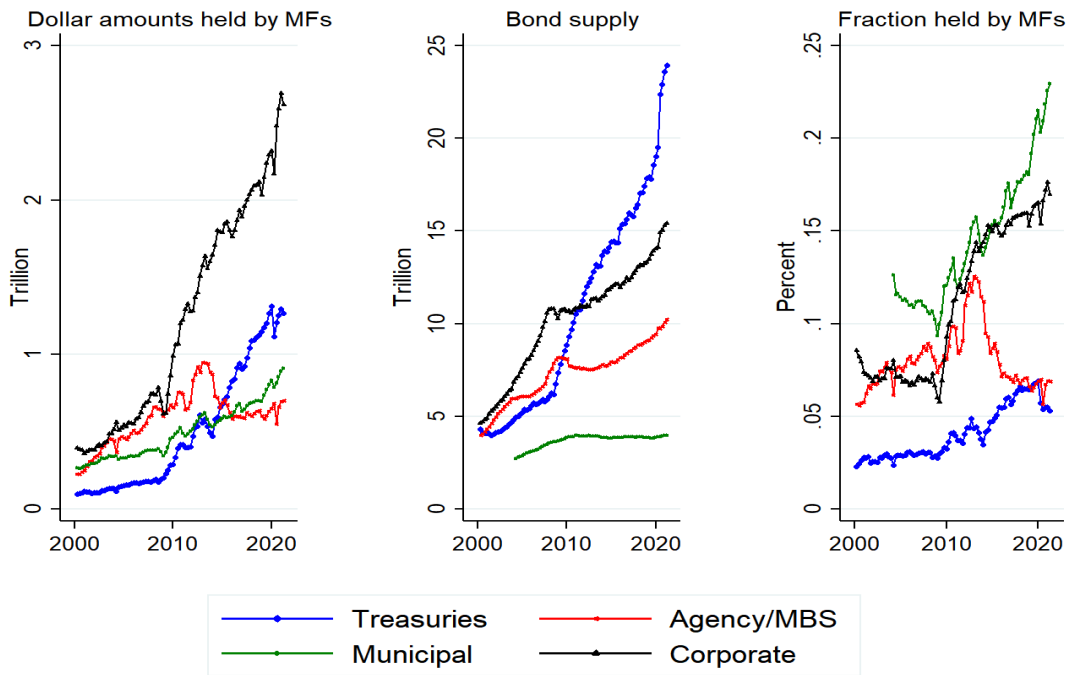 Dollar amounts held by MFs
Trillion
3
2
1
0
2000 2010 2020
Bond supply
Trillion
25
20
15
10
5
0
2000 2010 2020
Fraction held by MFs
Percent
.25
.2
.15
.1
.05
0
2000 2010 2020
Treasuries Agency/MBS
Municipal Corporate